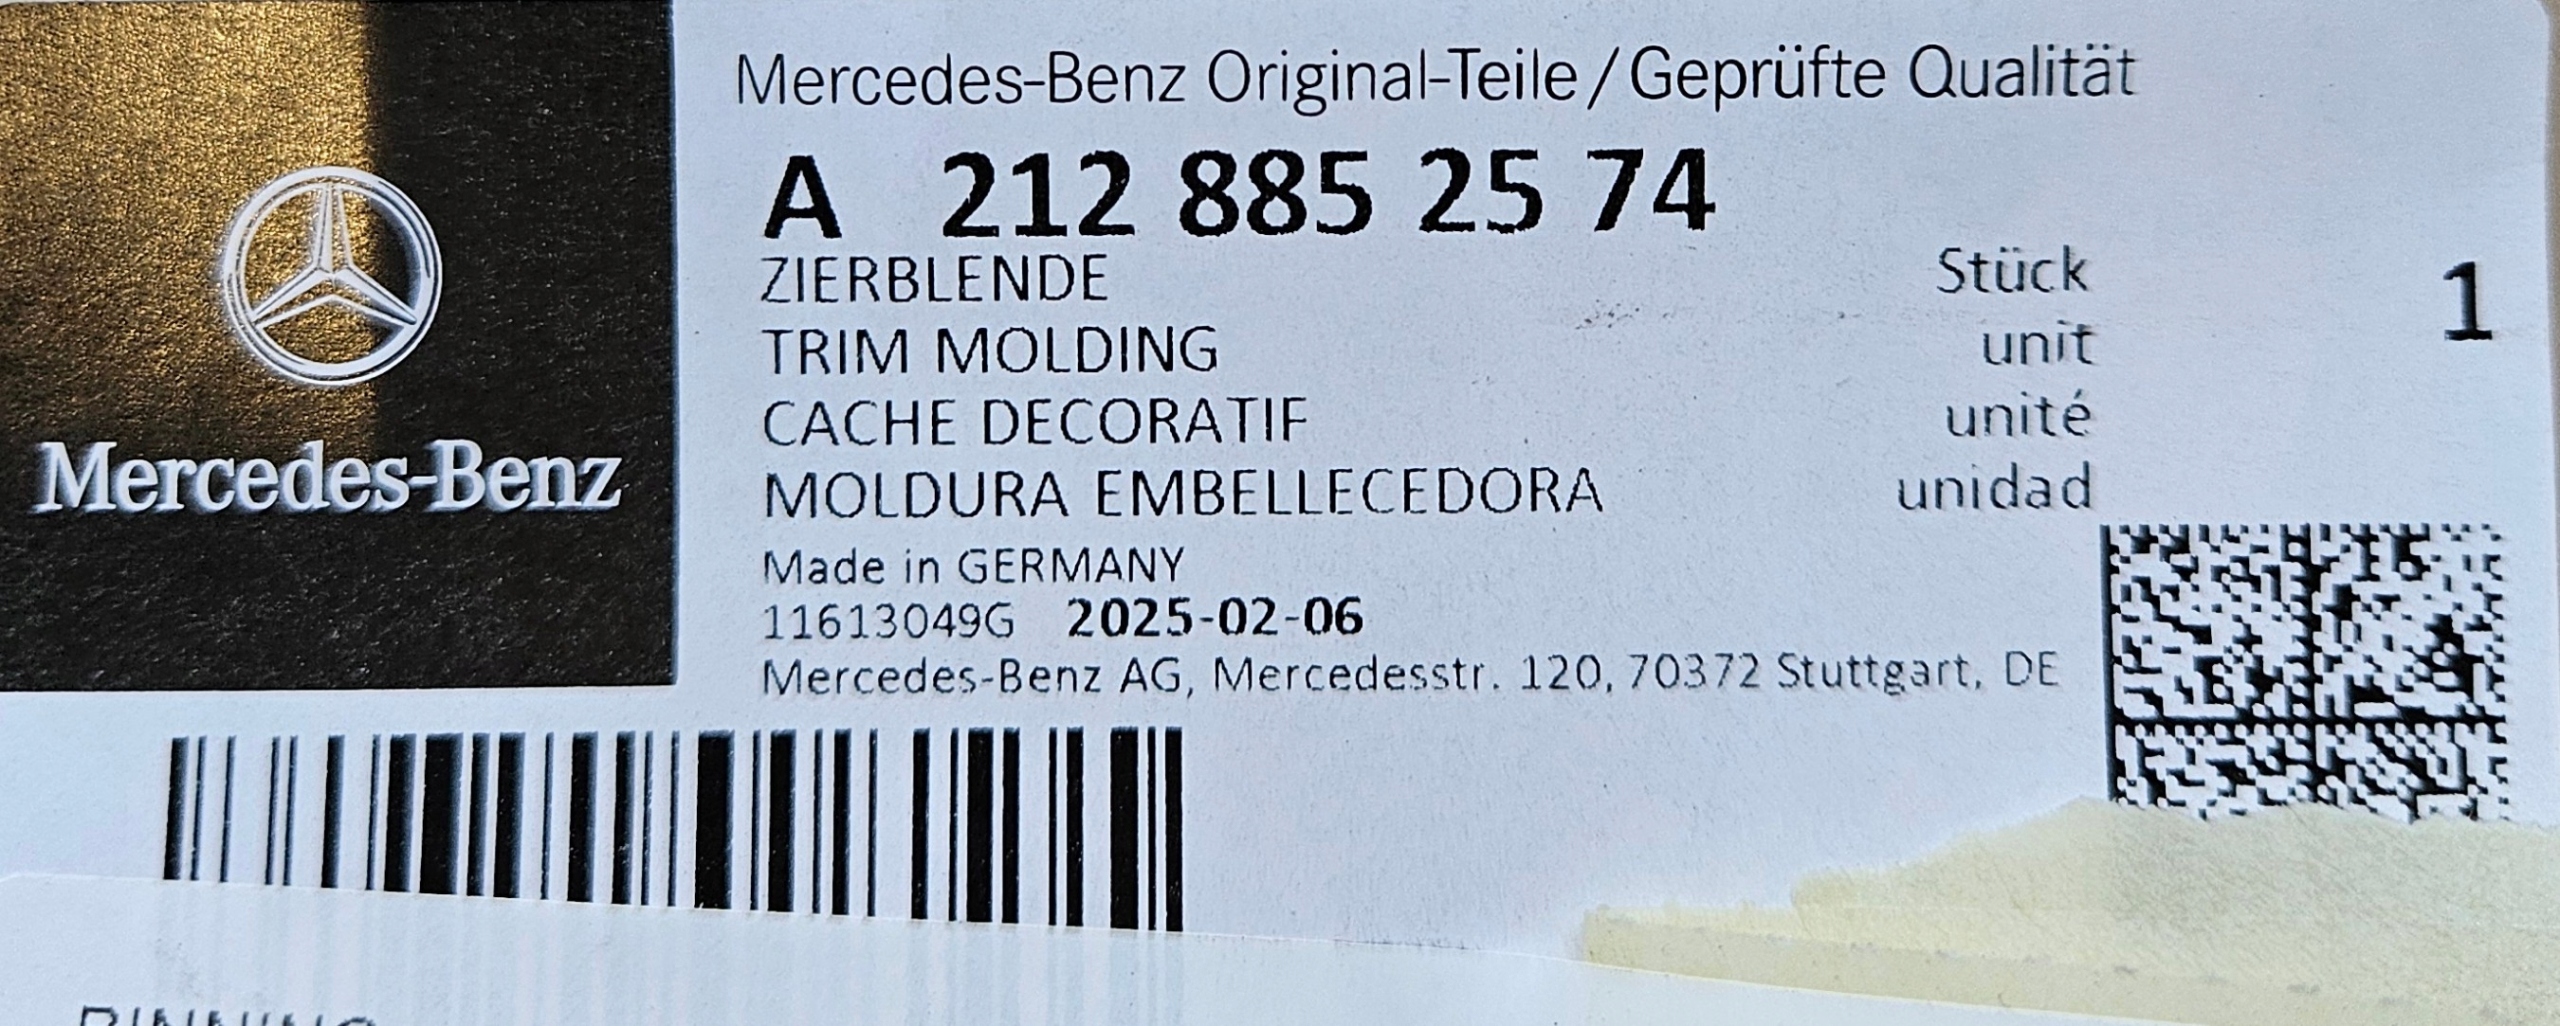 Mercedes-Benz
Mercedes-Benz Original-Teile/Geprüfte Qualität
A 212 885 25 74
ZIERBLENDE Stück 1
TRIM MOLDING unit
CACHE DECORATIF unité
MOLDURA EMBELLECEDORA unidad
Made in GERMANY
11613049G 2025-02-06
Mercedes-Benz AG, Mercedesstr. 120, 70372 Stuttgart, DE
BINNING